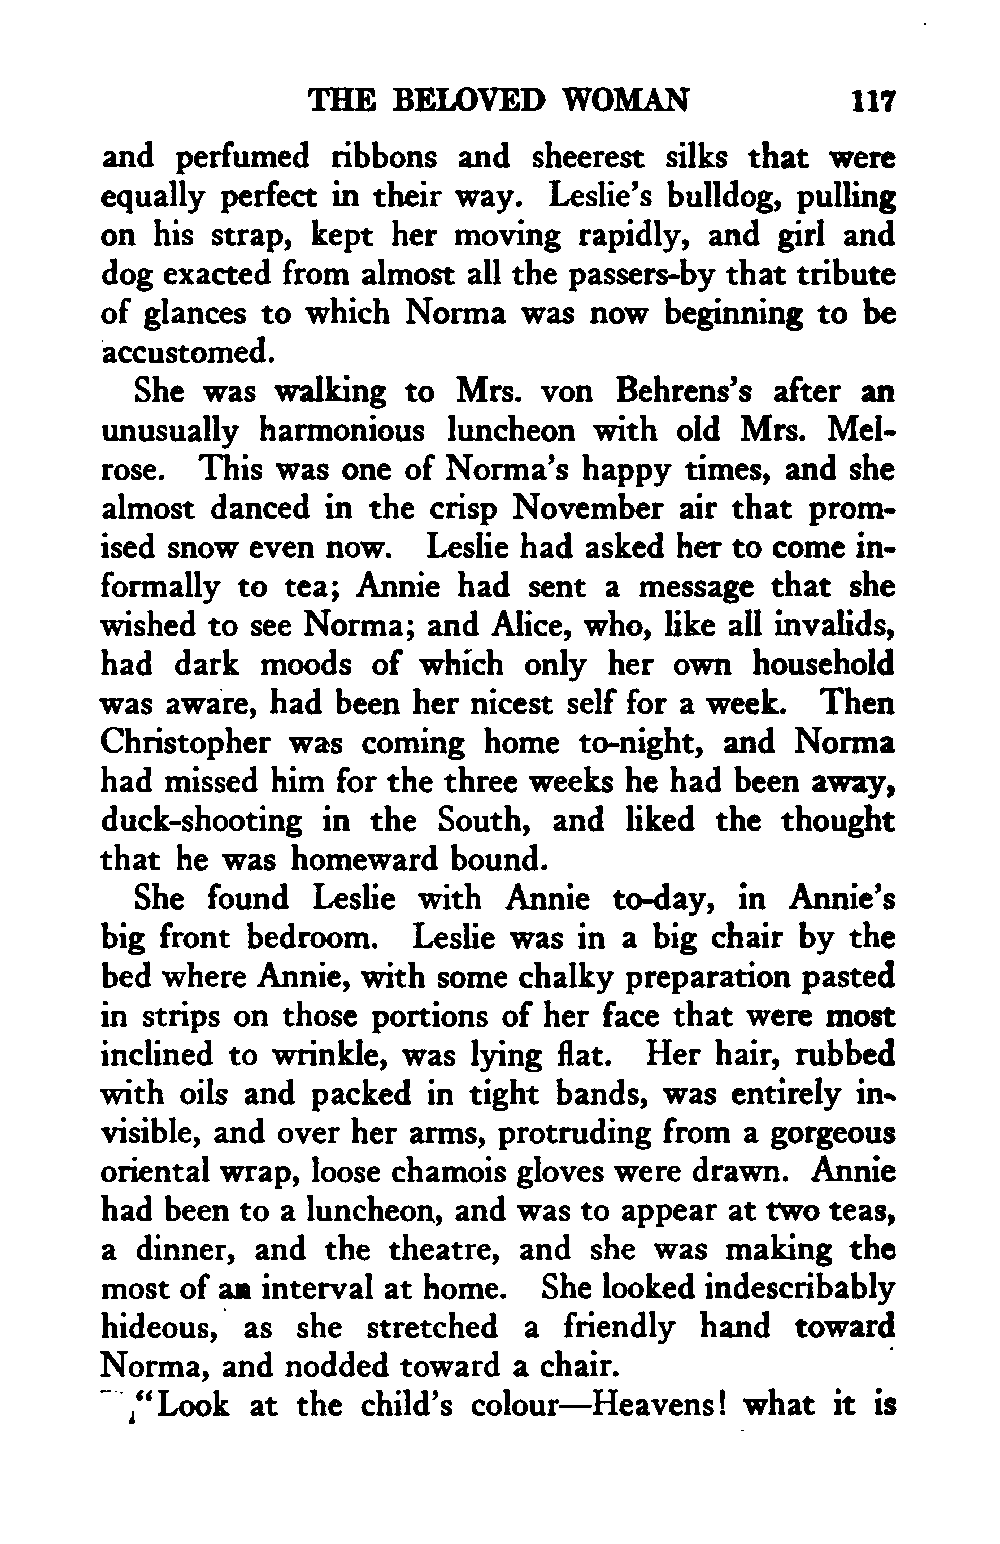 THE BELOVED WOMAN 117
and perfumed ribbons and sheerest silks that were
equally perfect in their way. Leslie's bulldog, pulling
on his strap, kept her moving rapidly, and girl and
dog exacted from almost all the passers-by that tribute
of glances to which Norma was now beginning to be
accustomed.
She was walking to Mrs. von Behrens's after an
unusually harmonious luncheon with old Mrs. Mel-
rose. This was one of Norma's happy times, and she
almost danced in the crisp November air that prom-
ised snow even now. Leslie had asked her to come in-
formally to tea; Annie had sent a message that she
wished to see Norma; and Alice, who, like all invalids,
had dark moods of which only her own household
was aware, had been her nicest self for a week. Then
Christopher was coming home to-night, and Norma
had missed him for the three weeks he had been away,
duck-shooting in the South, and liked the thought
that he was homeward bound.
She found Leslie with Annie to-day, in Annie's
big front bedroom. Leslie was in a big chair by the
bed where Annie, with some chalky preparation pasted
in strips on those portions of her face that were most
inclined to wrinkle, was lying flat. Her hair, rubbed
with oils and packed in tight bands, was entirely in-
visible, and over her arms, protruding from a gorgeous
oriental wrap, loose chamois gloves were drawn. Annie
had been to a luncheon, and was to appear at two teas,
a dinner, and the theatre, and she was making the
most of an interval at home. She looked indescribably
hideous, as she stretched a friendly hand toward
Norma, and nodded toward a chair.
"Look at the child's colour—Heavens! what it is